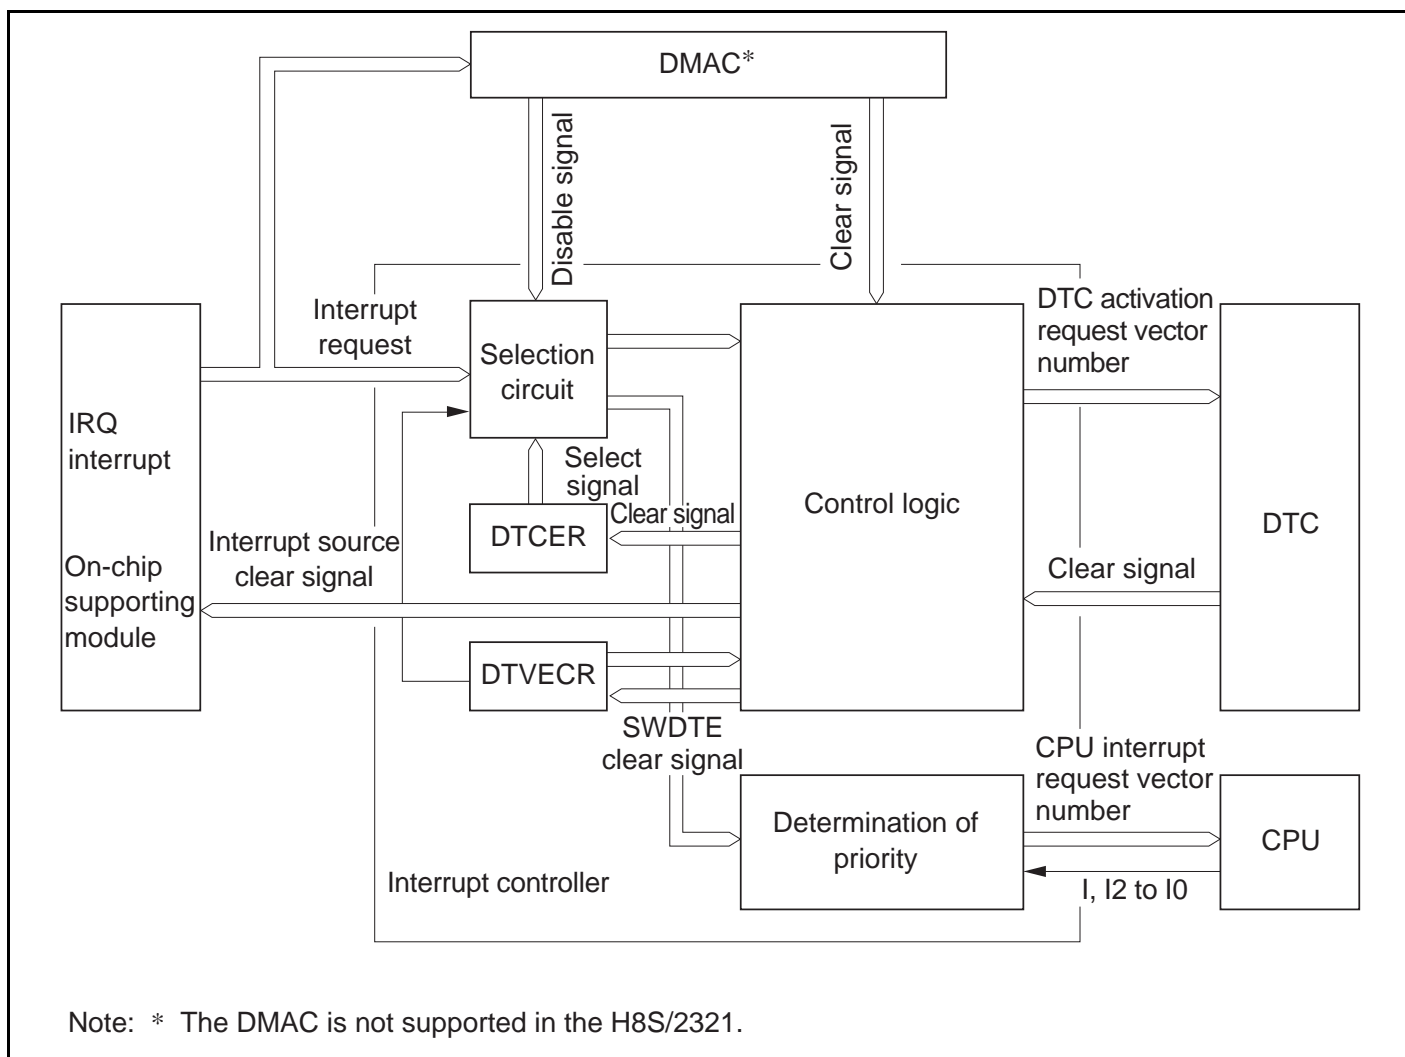 DMAC*
Disable signal
Clear signal
Interrupt
request
Selection
circuit
DTC activation
request vector
number
IRQ
interrupt
On-chip
supporting
module
Select
signal
DTCER
Clear signal
Control logic
DTC
Interrupt source
clear signal
Clear signal
DTVECR
SWDTE
clear signal
CPU interrupt
request vector
number
Determination of
priority
CPU
I, I2 to I0
Interrupt controller
Note: * The DMAC is not supported in the H8S/2321.